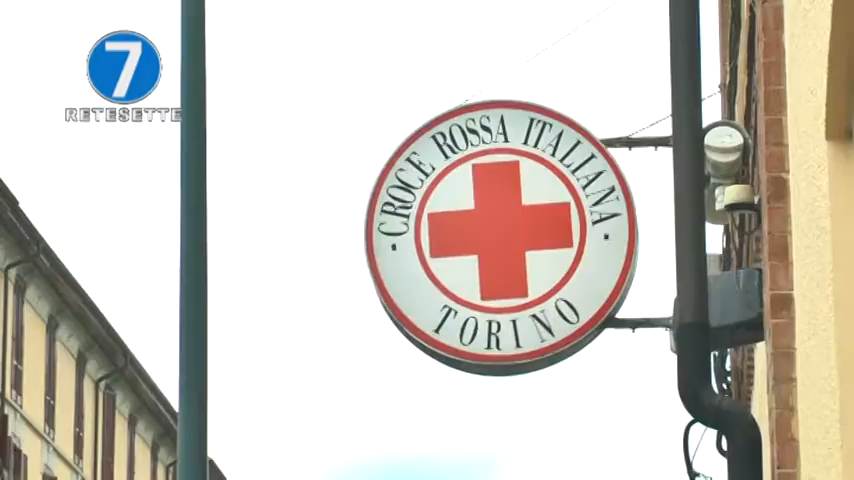 7
RETESETTE
· CROCE ROSSA ITALIANA ·
TORINO